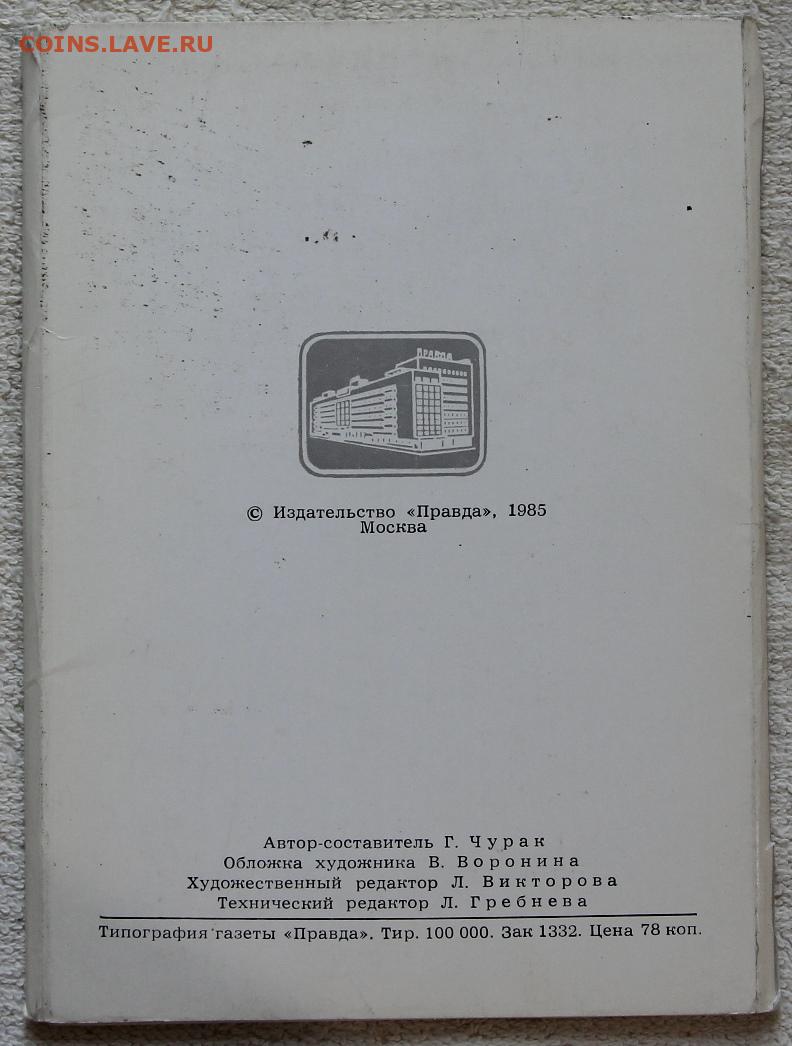 COINS.LAVE.RU
ПРАВДА
© Издательство «Правда», 1985
Москва
Автор-составитель Г. Чурак
Обложка художника В. Воронина
Художественный редактор Л. Викторова
Технический редактор Л. Гребнева
Типография газеты «Правда». Тир. 100 000. Зак 1332. Цена 78 коп.